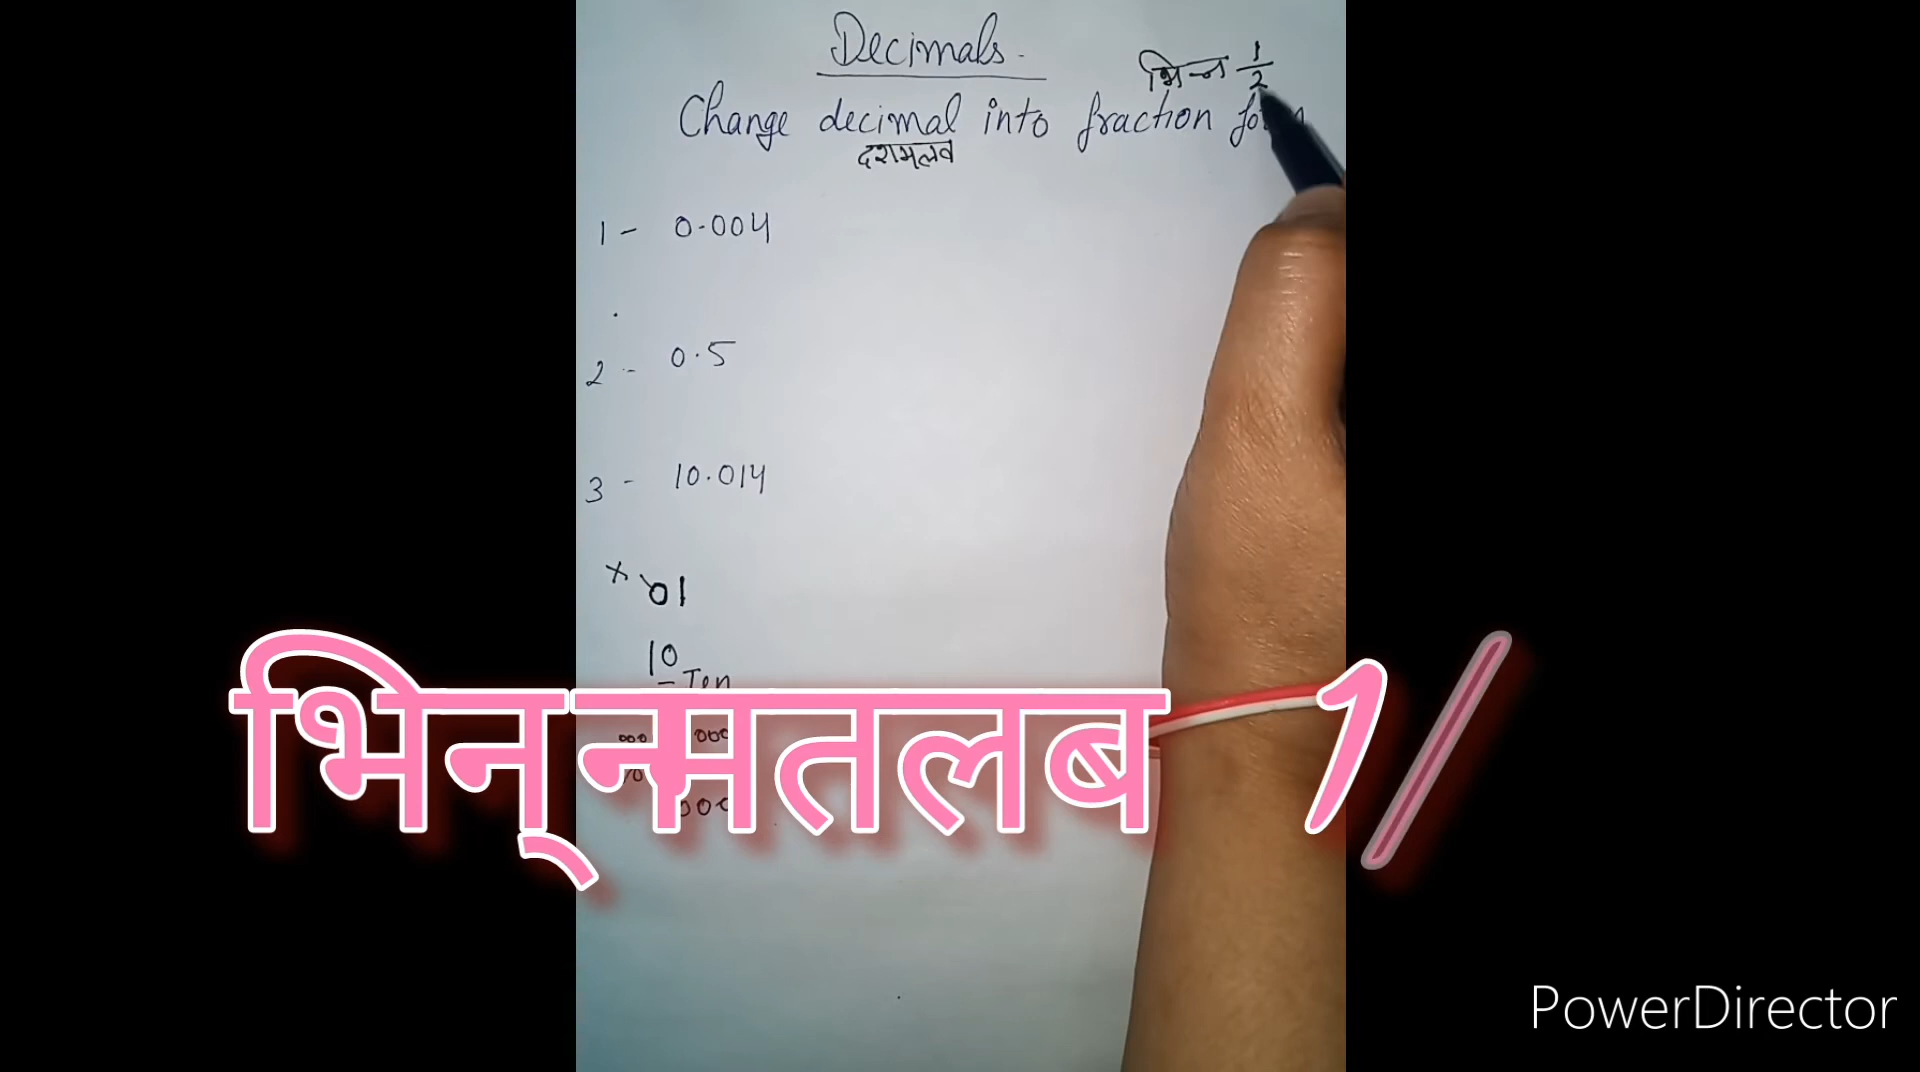 Decimals.
भिन्न 1/2
Change decimal into fraction
दशमलव
1 - 0.004
2 - 0.5
3 - 10.014
x 01
10
Ten
भिन्न्मतलब 1/
PowerDirector